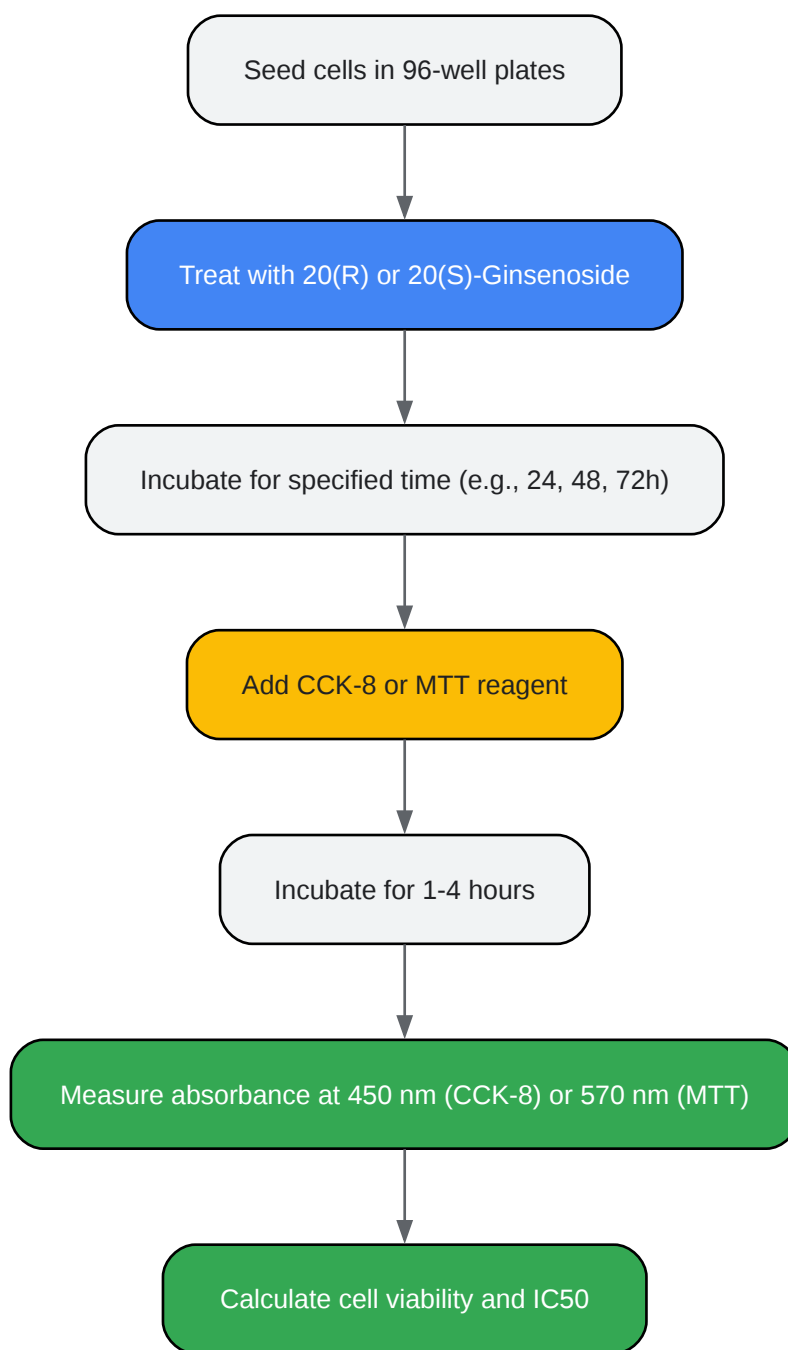 Seed cells in 96-well plates
Treat with 20(R) or 20(S)-Ginsenoside
Incubate for specified time (e.g., 24, 48, 72h)
Add CCK-8 or MTT reagent
Incubate for 1-4 hours
Measure absorbance at 450 nm (CCK-8) or 570 nm (MTT)
Calculate cell viability and IC50